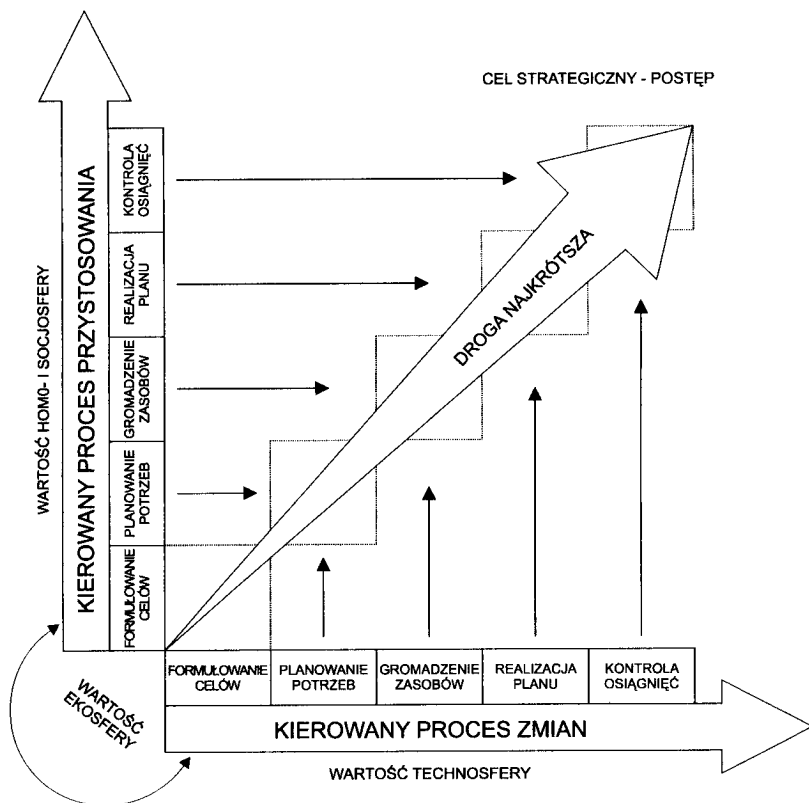 CEL STRATEGICZNY - POSTĘP
WARTOŚĆ HOMO- I SOCJOSFERY
KIEROWANY PROCES PRZYSTOSOWANIA
KONTROLA
OSIĄGNIĘĆ
REALIZACJA
PLANU
GROMADZENIE
ZASOBÓW
PLANOWANIE
POTRZEB
FORMUŁOWANIE
CELÓW
DROGA NAJKRÓTSZA
FORMUŁOWANIE
CELÓW
PLANOWANIE
POTRZEB
GROMADZENIE
ZASOBÓW
REALIZACJA
PLANU
KONTROLA
OSIĄGNIĘĆ
WARTOŚĆ
EKOSFERY
KIEROWANY PROCES ZMIAN
WARTOŚĆ TECHNOSFERY